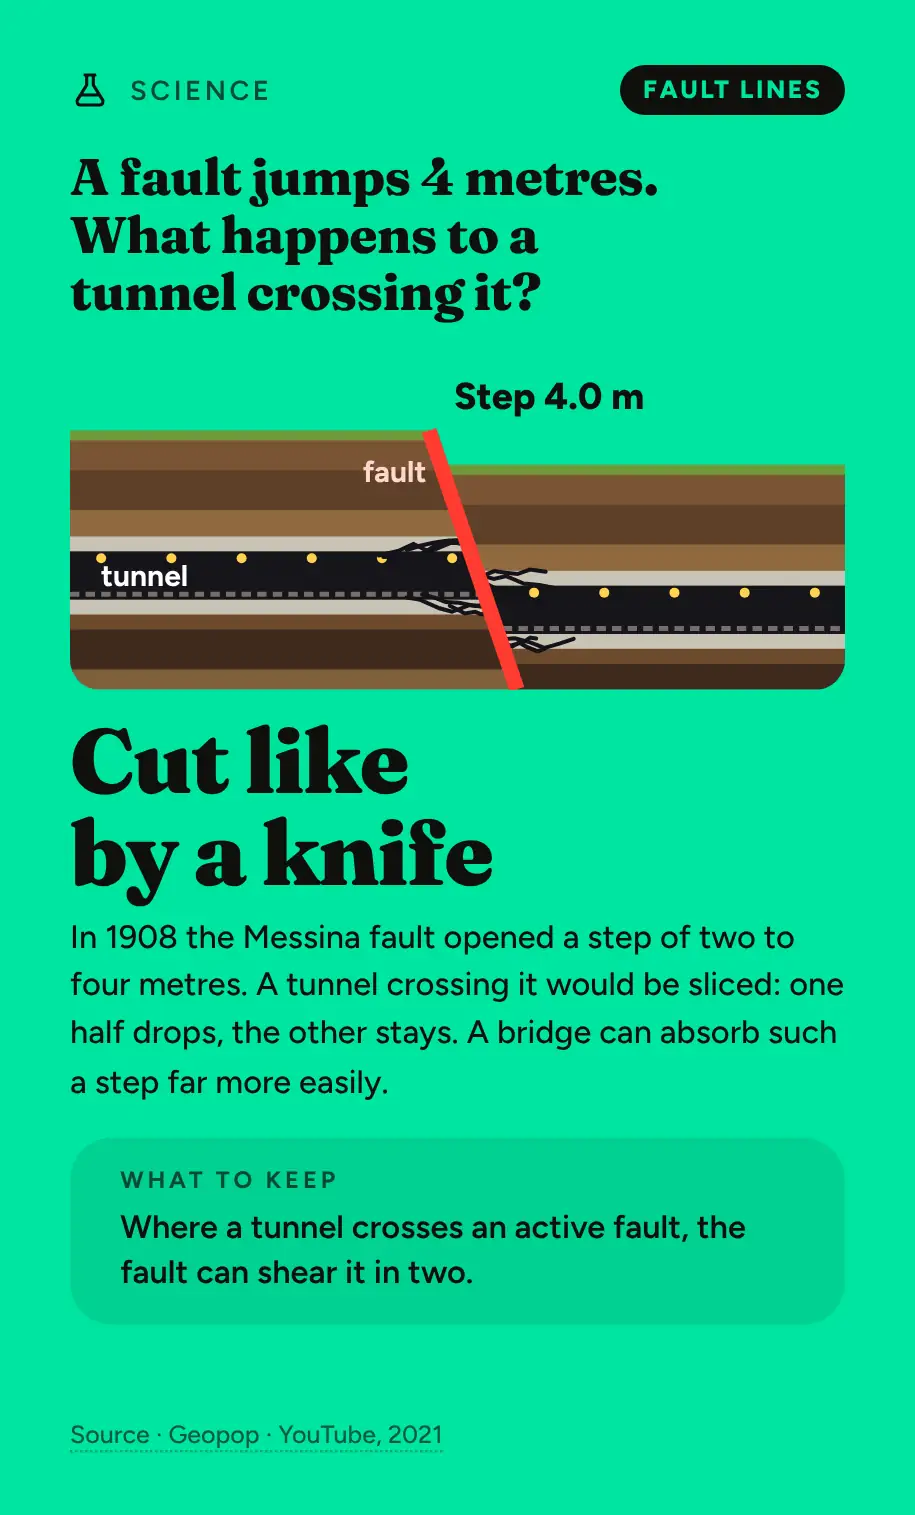 SCIENCE
FAULT LINES
A fault jumps 4 metres.
What happens to a
tunnel crossing it?
Step 4.0 m
fault
tunnel
Cut like
by a knife
In 1908 the Messina fault opened a step of two to
four metres. A tunnel crossing it would be sliced: one
half drops, the other stays. A bridge can absorb such
a step far more easily.
WHAT TO KEEP
Where a tunnel crosses an active fault, the
fault can shear it in two.
Source · Geopop · YouTube, 2021